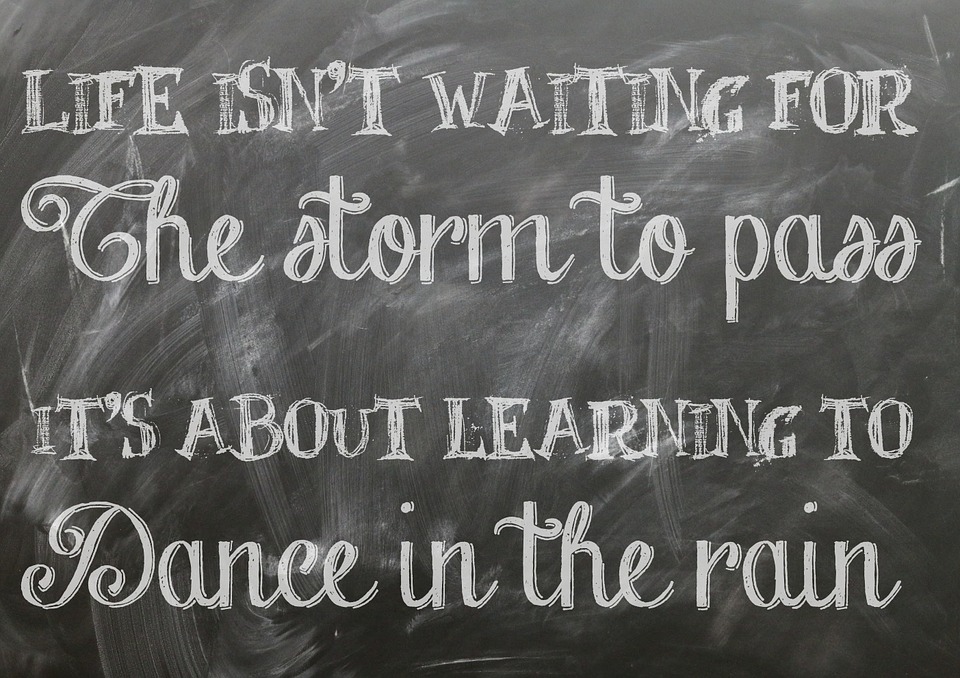 LIFE ISN'T WAITING FOR
The storm to pass
IT'S ABOUT LEARNING TO
Dance in the rain